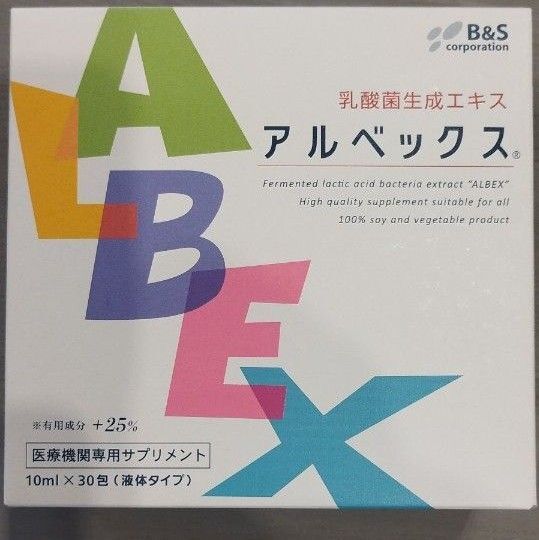 B&S
corporation
乳酸菌生成エキス
アルベックス®
Fermented lactic acid bacteria extract "ALBEX"
High quality supplement suitable for all
100% soy and vegetable product
ALBEX
※有用成分 +25%
医療機関専用サプリメント
10ml×30包(液体タイプ)